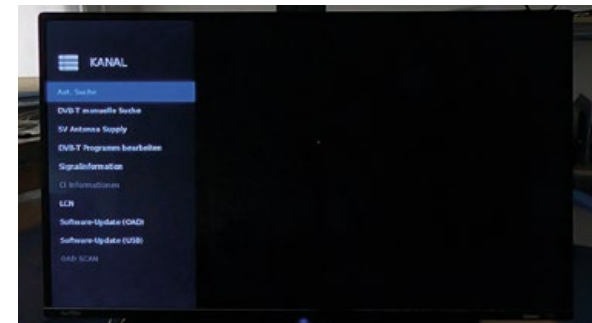 KANAL
Aut. Suche
DVB-T manuelle Suche
5V Antenna Supply
DVB-T Programm bearbeiten
Signalinformation
CI Informationen
LCN
Software-Update (OAD)
Software-Update (USB)
OAD SCAN